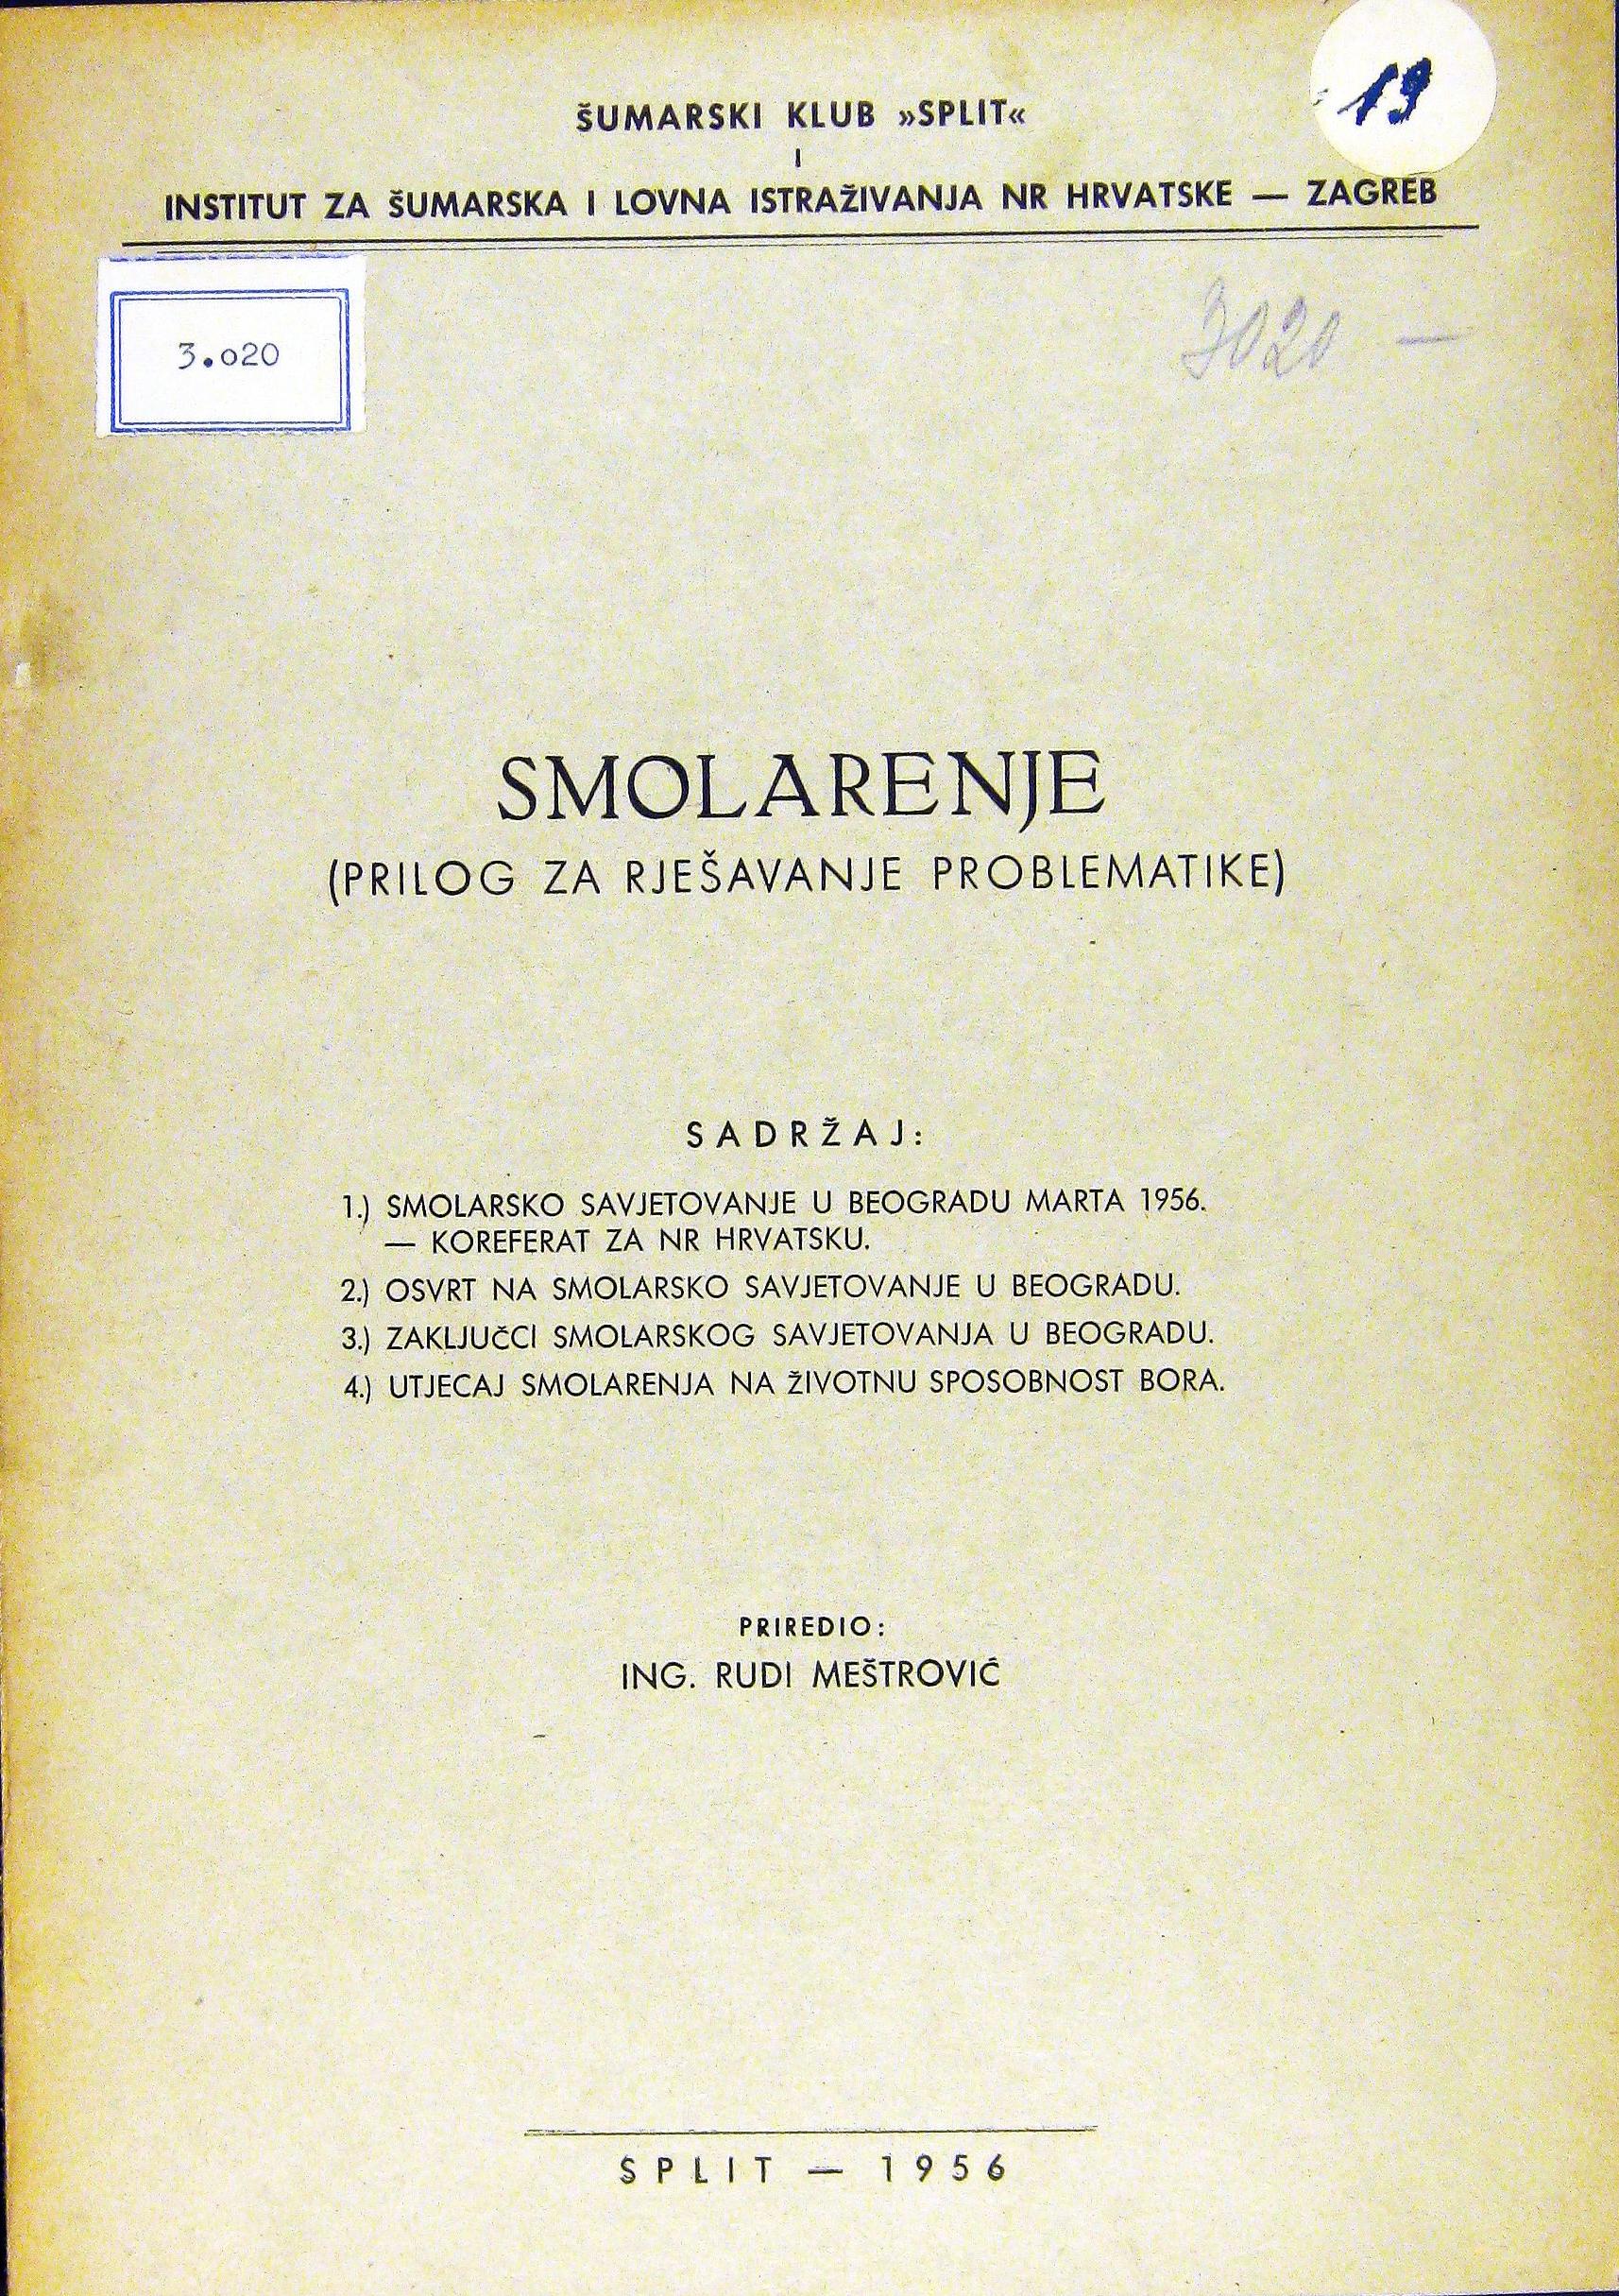 19
ŠUMARSKI KLUB »SPLIT«
I
INSTITUT ZA ŠUMARSKA I LOVNA ISTRAŽIVANJA NR HRVATSKE — ZAGREB
3.020
3020 —
SMOLARENJE
(PRILOG ZA RJEŠAVANJE PROBLEMATIKE)
SADRŽAJ:
1.) SMOLARSKO SAVJETOVANJE U BEOGRADU MARTA 1956.
— KOREFERAT ZA NR HRVATSKU.
2.) OSVRT NA SMOLARSKO SAVJETOVANJE U BEOGRADU.
3.) ZAKLJUČCI SMOLARSKOG SAVJETOVANJA U BEOGRADU.
4.) UTJECAJ SMOLARENJA NA ŽIVOTNU SPOSOBNOST BORA.
PRIREDIO:
ING. RUDI MEŠTROVIĆ
SPLIT — 1956